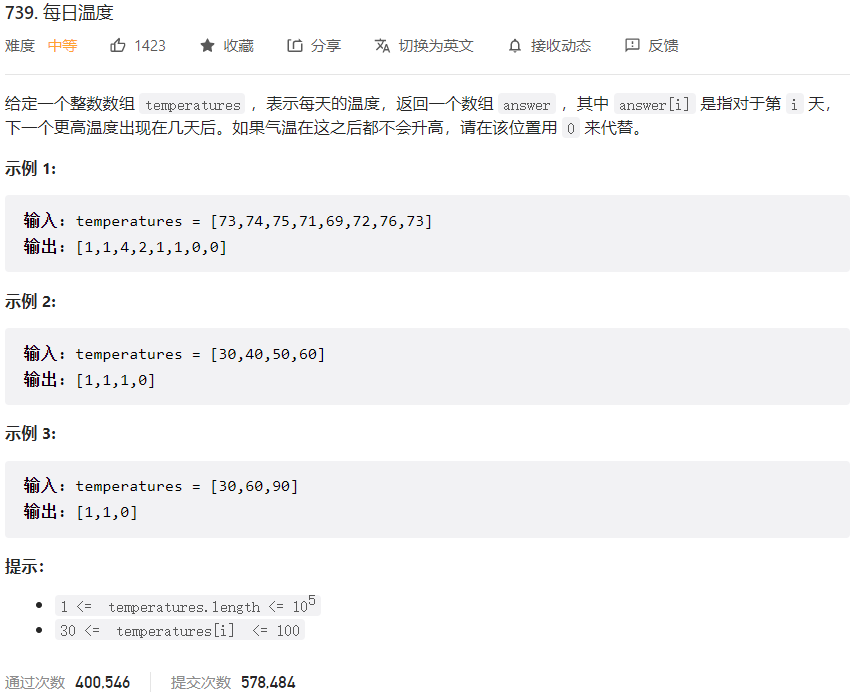 739. 每日温度
难度 中等 1423 收藏 分享 切换为英文 接收动态 反馈
给定一个整数数组 temperatures ，表示每天的温度，返回一个数组 answer ，其中 answer[i] 是指对于第 i 天，
下一个更高温度出现在几天后。如果气温在这之后都不会升高，请在该位置用 0 来代替。
示例 1:
输入: temperatures = [73,74,75,71,69,72,76,73]
输出: [1,1,4,2,1,1,0,0]
示例 2:
输入: temperatures = [30,40,50,60]
输出: [1,1,1,0]
示例 3:
输入: temperatures = [30,60,90]
输出: [1,1,0]
提示：
1 <= temperatures.length <= 10⁵
30 <= temperatures[i] <= 100
通过次数 400,546 提交次数 578,484